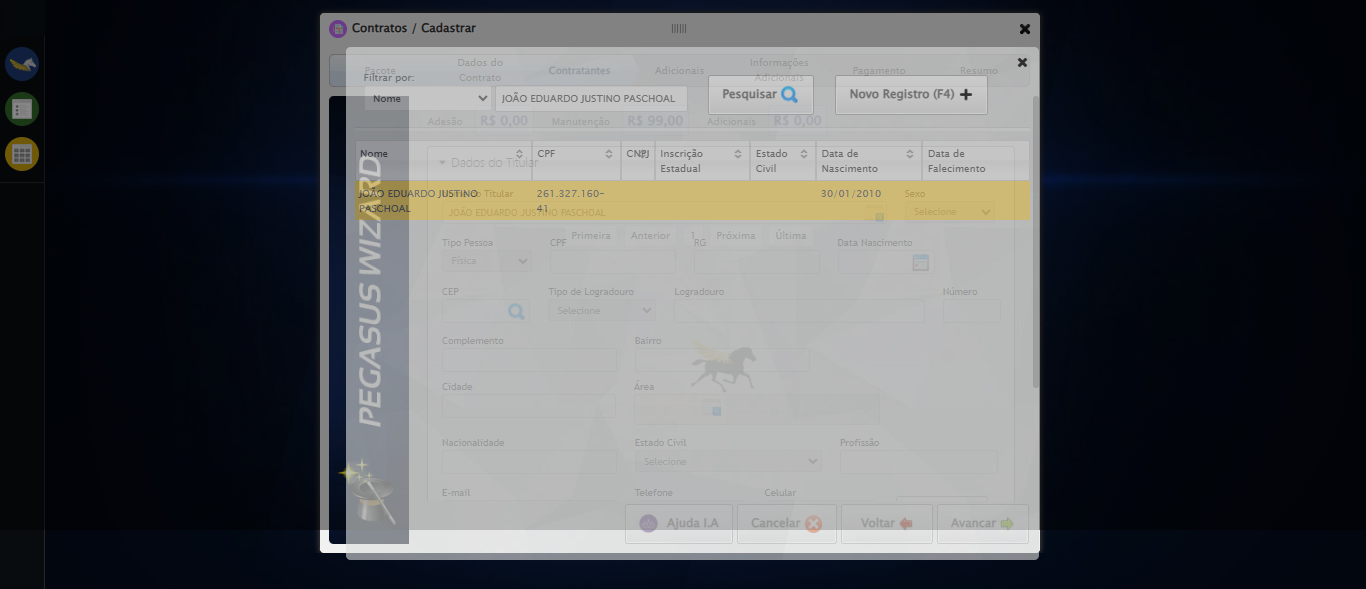 Contratos / Cadastrar
Pacote
Dados do
Contrato
Contratantes
Adicionais
Informações
Adicionais
Pagamento
Resumo
Filtrar por:
Nome
JOÃO EDUARDO JUSTINO PASCHOAL
Pesquisar
Novo Registro (F4)
Adesão R$ 0,00 Manutenção R$ 99,00 Adicionais R$ 0,00
Nome
CPF
CNPJ
Inscrição
Estadual
Estado
Civil
Data de
Nascimento
Data de
Falecimento
Dados do Titular
JOÃO EDUARDO JUSTINO
PASCHOAL
261.327.160-
41
30/01/2010
Titular
Sexo
JOÃO EDUARDO JUSTINO PASCHOAL
Selecione
Primeira Anterior 1 Próxima Última
Tipo Pessoa
CPF
RG
Data Nascimento
Física
CEP
Tipo de Logradouro
Logradouro
Número
Selecione
Complemento
Bairro
Cidade
Área
Nacionalidade
Estado Civil
Profissão
Selecione
E-mail
Telefone
Celular
PEGASUS WIZARD
Ajuda I.A
Cancelar
Voltar
Avançar